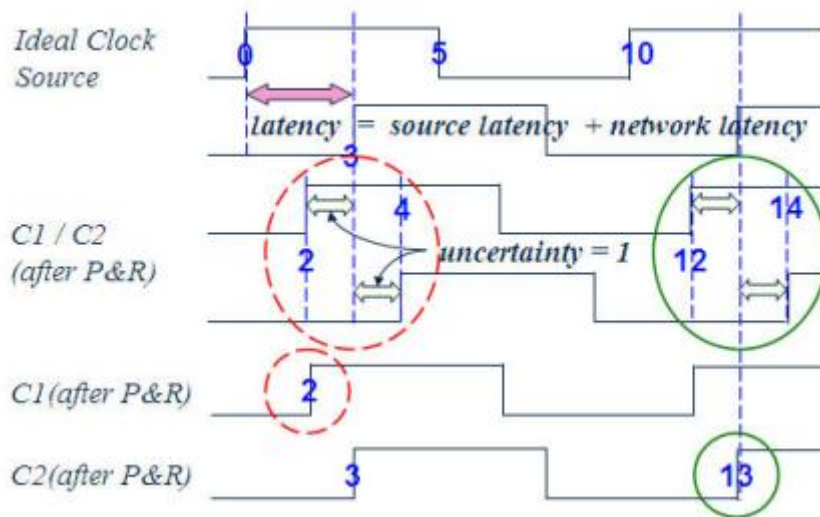 Ideal Clock
Source
0
5
10
latency = source latency + network latency
3
C1 / C2
(after P&R)
2
4
uncertainty = 1
12
14
C1(after P&R)
2
C2(after P&R)
3
13